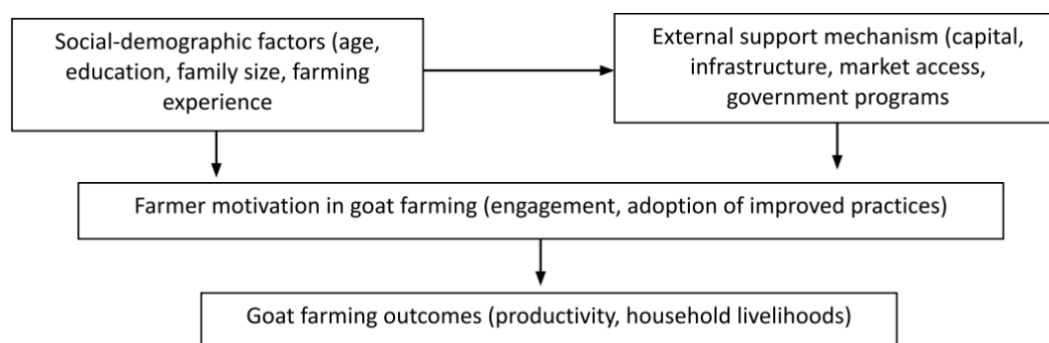 Social-demographic factors (age,
education, family size, farming
experience
External support mechanism (capital,
infrastructure, market access,
government programs
Farmer motivation in goat farming (engagement, adoption of improved practices)
Goat farming outcomes (productivity, household livelihoods)